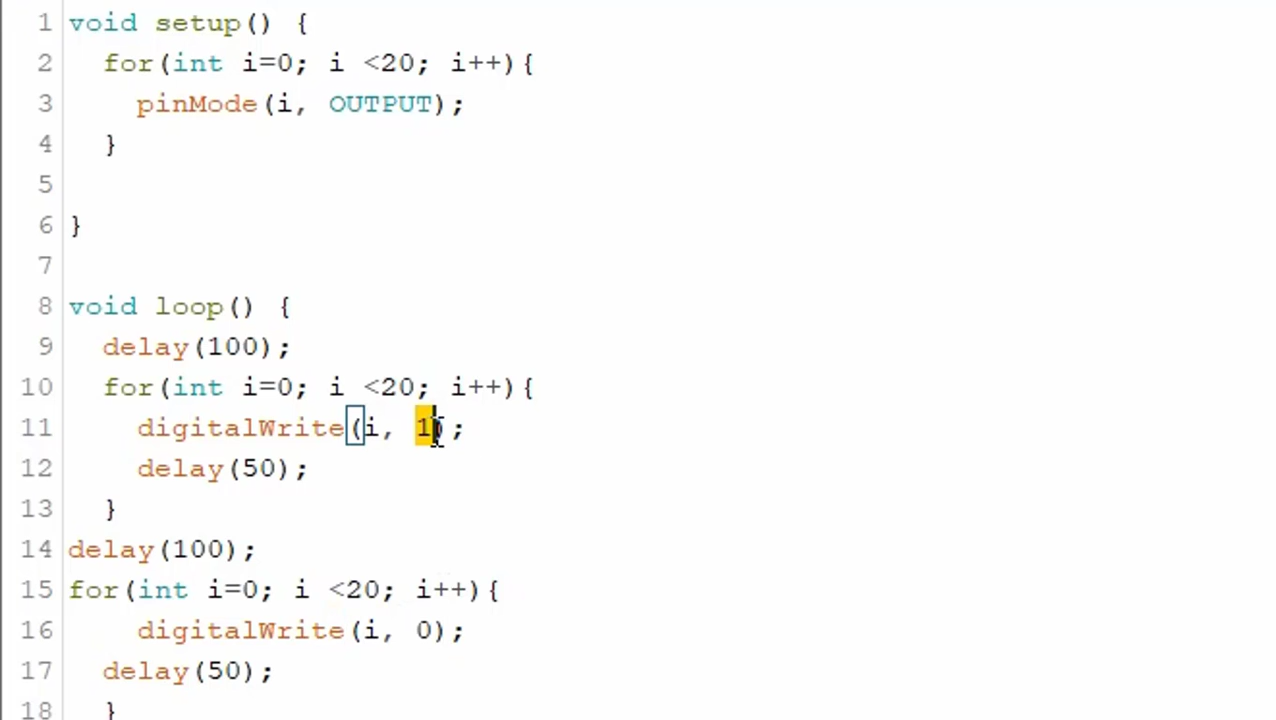 1 void setup() {
2 for(int i=0; i <20; i++){
3 pinMode(i, OUTPUT);
4 }
5
6 }
7
8 void loop() {
9 delay(100);
10 for(int i=0; i <20; i++){
11 digitalWrite(i, 1);
12 delay(50);
13 }
14 delay(100);
15 for(int i=0; i <20; i++){
16 digitalWrite(i, 0);
17 delay(50);
18 }